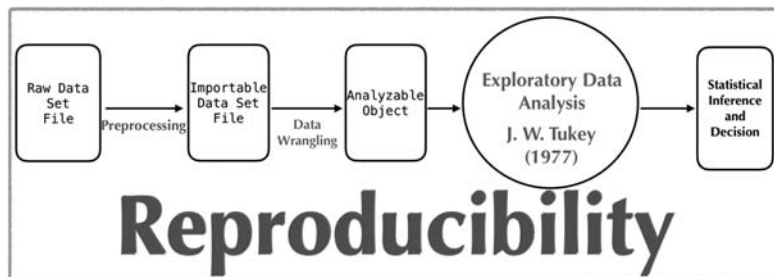 Raw Data
Set
File
Preprocessing
Importable
Data Set
File
Data
Wrangling
Analyzable
Object
Exploratory Data
Analysis
J. W. Tukey
(1977)
Statistical
Inference
and
Decision
Reproducibility